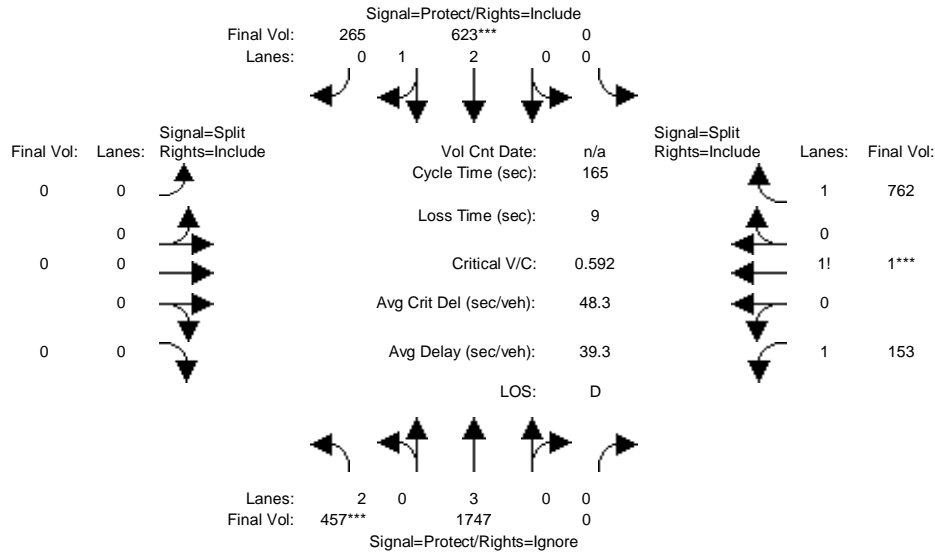 Signal=Protect/Rights=Include
Final Vol: 265 623*** 0
Lanes: 0 1 2 0 0
Signal=Split Signal=Split
Final Vol: Lanes: Rights=Include Vol Cnt Date: n/a Rights=Include Lanes: Final Vol:
Cycle Time (sec): 165
0 0 1 762
Loss Time (sec): 9
0 0
0 0 Critical V/C: 0.592 1! 1***
0 Avg Crit Del (sec/veh): 48.3 0
0 0 Avg Delay (sec/veh): 39.3 1 153
LOS: D
Lanes: 2 0 3 0 0
Final Vol: 457*** 1747 0
Signal=Protect/Rights=Ignore